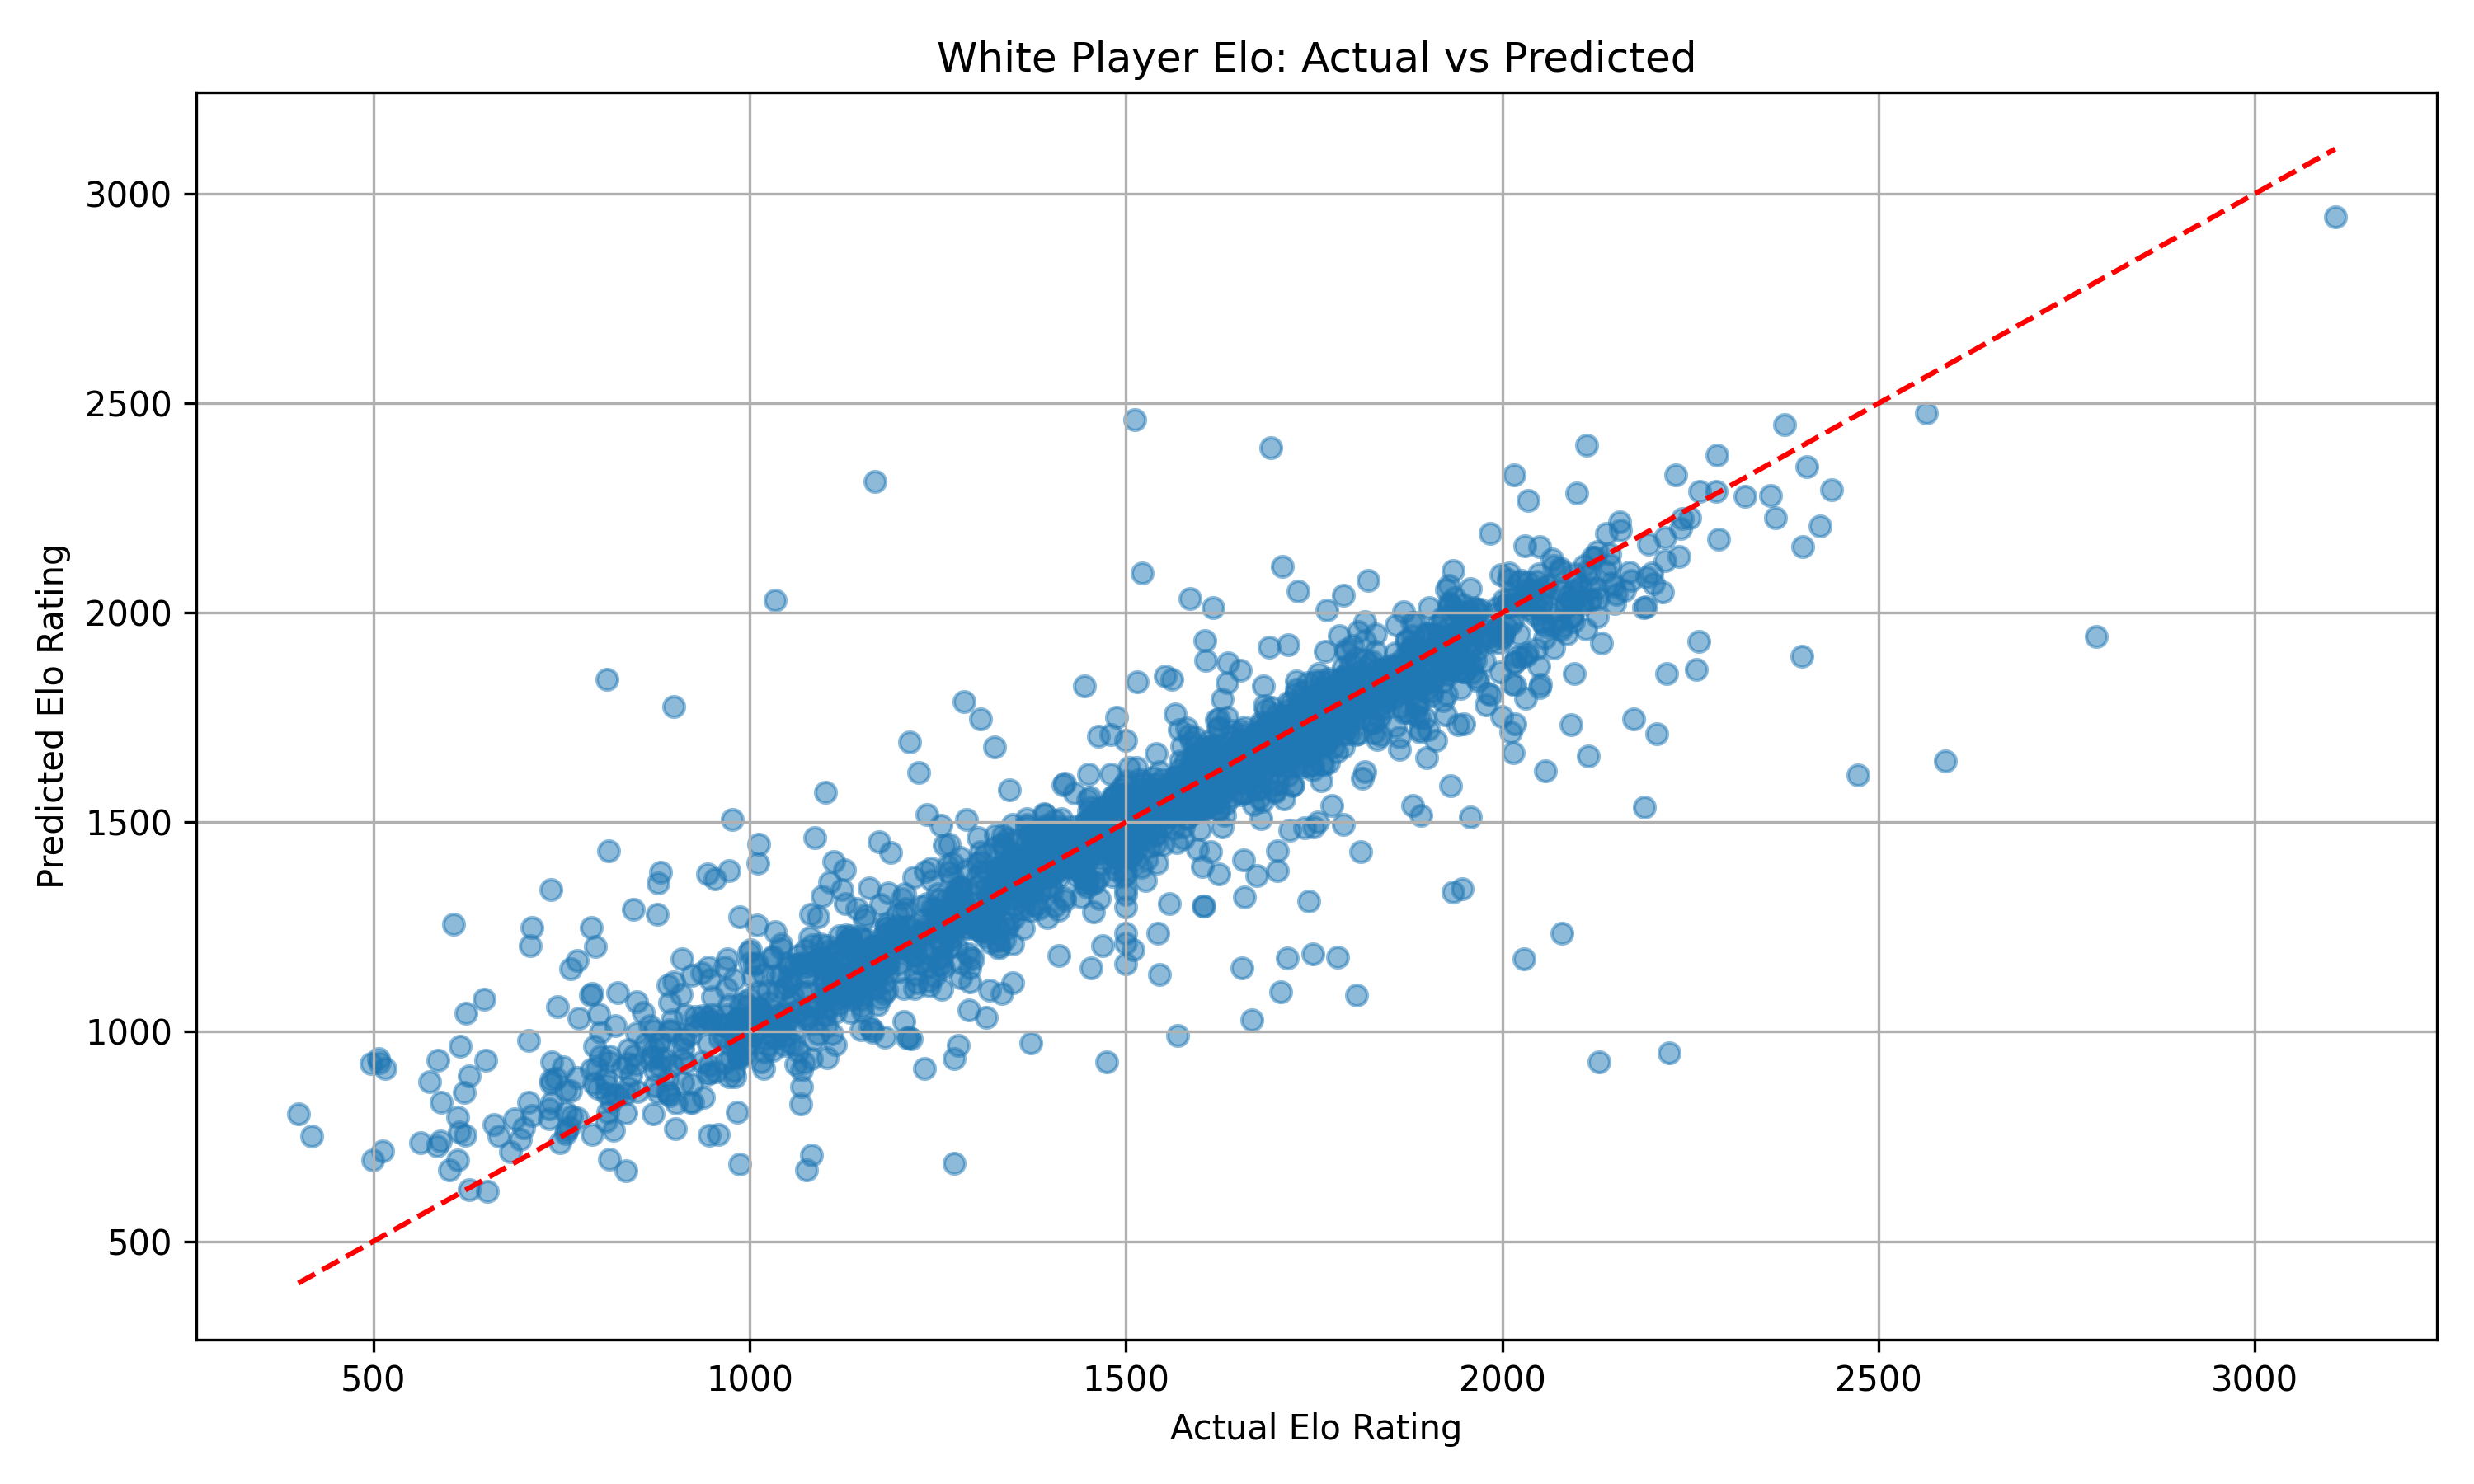 White Player Elo: Actual vs Predicted
3000
2500
2000
1500
1000
500
Predicted Elo Rating
500 1000 1500 2000 2500 3000
Actual Elo Rating